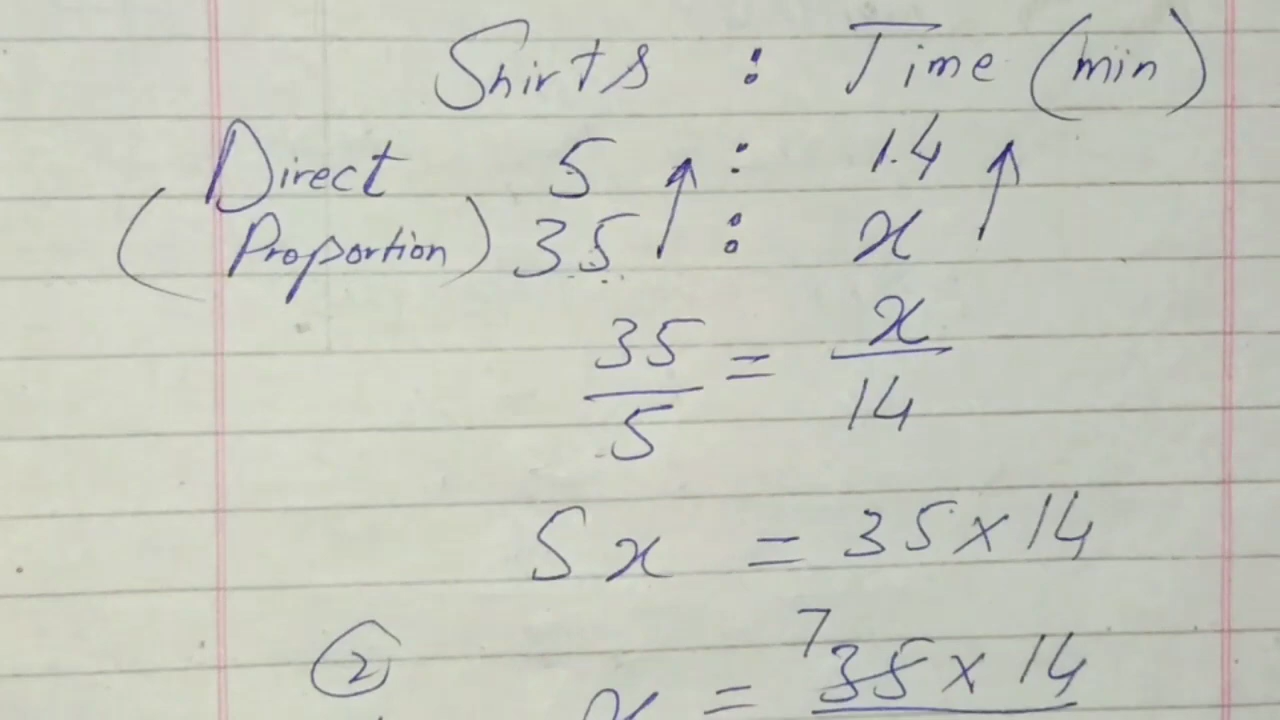 Shirts : Time (min)
Direct 5 ↑ : 14 ↑
(Proportion) 35 : x
35/5 = x/14
5x = 35 × 14
② x = 7 35 × 14